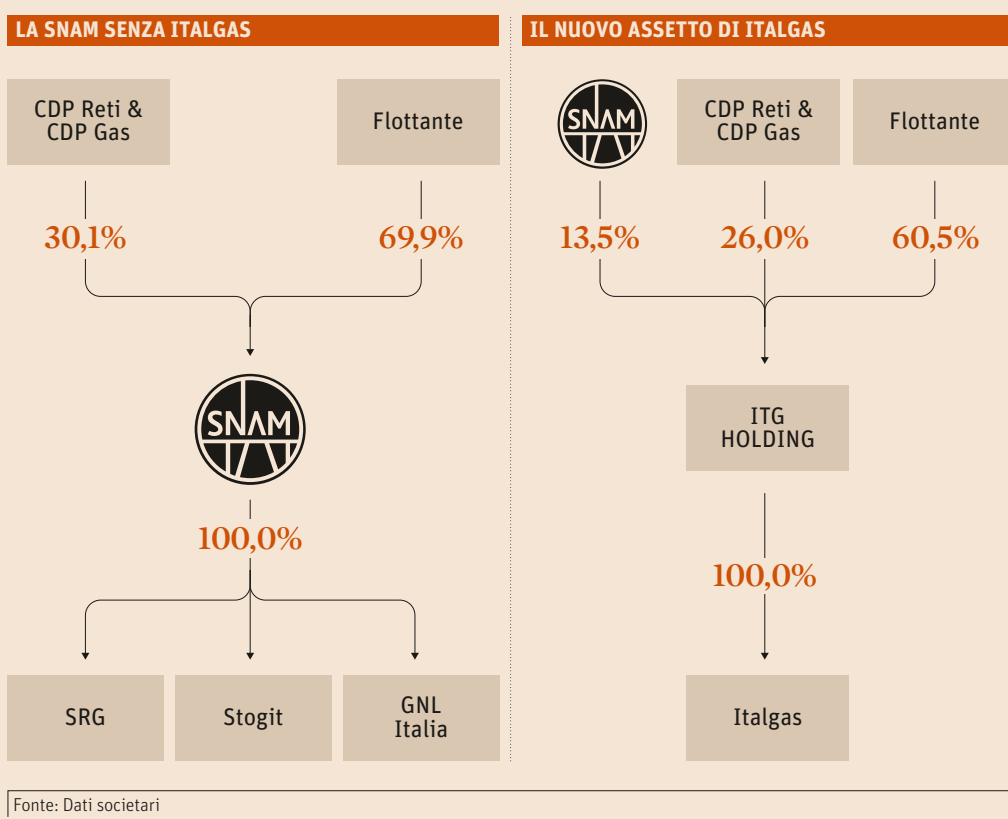 LA SNAM SENZA ITALGAS
CDP Reti &
CDP Gas
Flottante
30,1%
69,9%
SNAM
100,0%
SRG
Stogit
GNL
Italia
IL NUOVO ASSETTO DI ITALGAS
SNAM
CDP Reti &
CDP Gas
Flottante
13,5%
26,0%
60,5%
ITG
HOLDING
100,0%
Italgas
Fonte: Dati societari